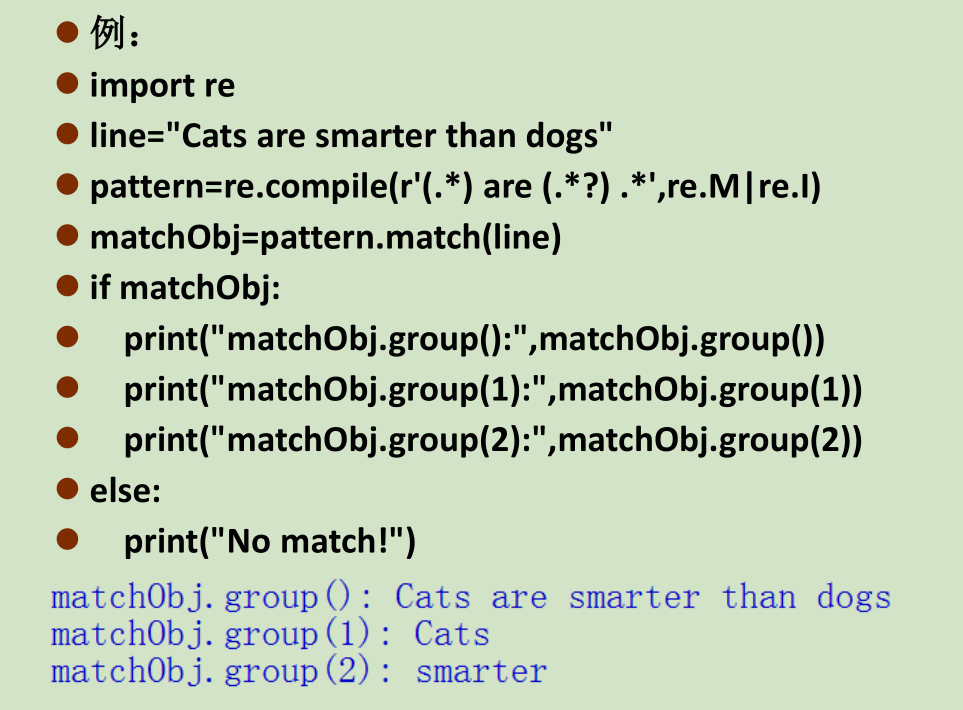 ● 例：
● import re
● line="Cats are smarter than dogs"
● pattern=re.compile(r'(.*) are (.*?) .*',re.M|re.I)
● matchObj=pattern.match(line)
● if matchObj:
●    print("matchObj.group():",matchObj.group())
●    print("matchObj.group(1):",matchObj.group(1))
●    print("matchObj.group(2):",matchObj.group(2))
● else:
●    print("No match!")
matchObj.group(): Cats are smarter than dogs
matchObj.group(1): Cats
matchObj.group(2): smarter